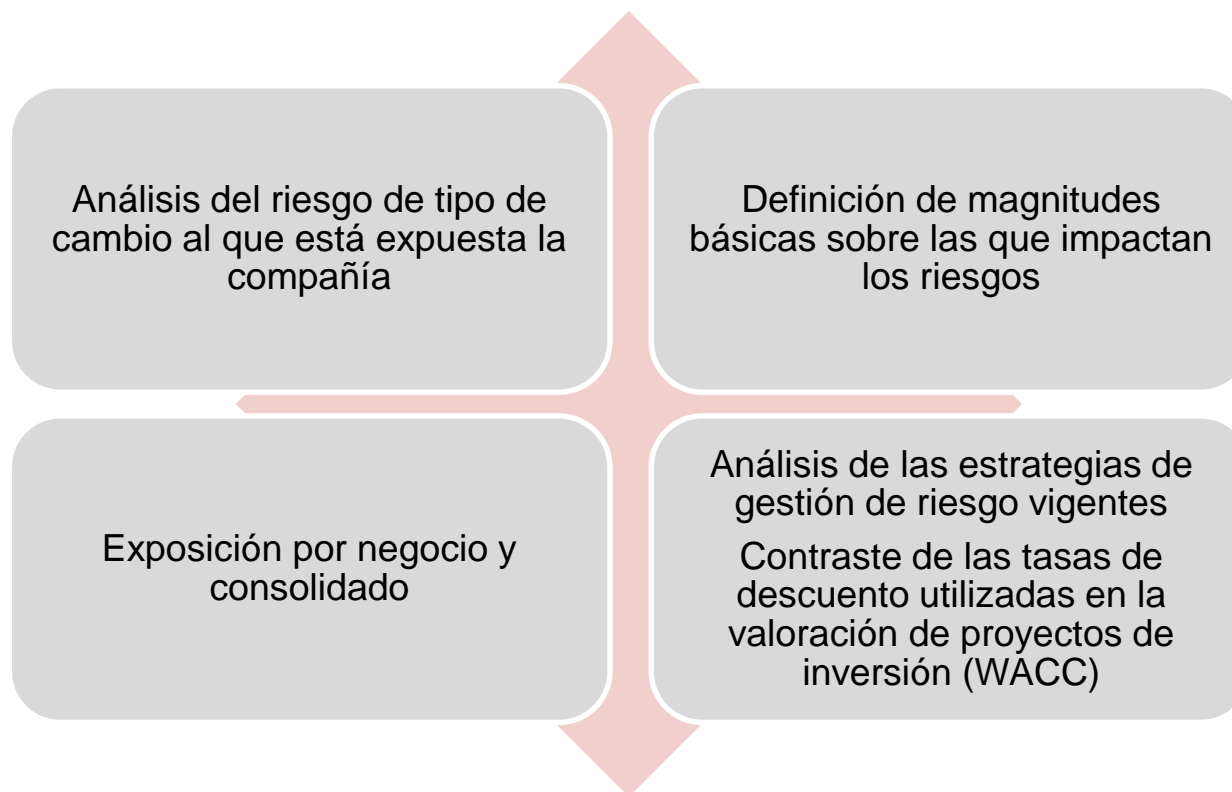 Análisis del riesgo de tipo de
cambio al que está expuesta la
compañía
Definición de magnitudes
básicas sobre las que impactan
los riesgos
Exposición por negocio y
consolidado
Análisis de las estrategias de
gestión de riesgo vigentes
Contraste de las tasas de
descuento utilizadas en la
valoración de proyectos de
inversión (WACC)